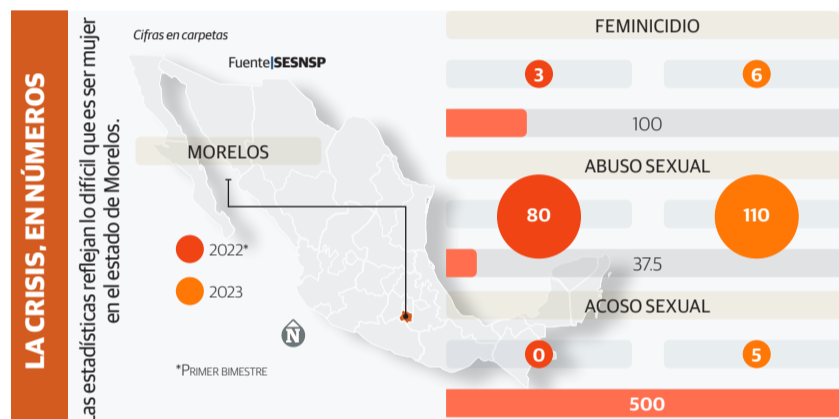 LA CRISIS, EN NÚMEROS
Las estadísticas reflejan lo difícil que es ser mujer
en el estado de Morelos.
Cifras en carpetas
Fuente|SESNSP
MORELOS
2022*
2023
N
*PRIMER BIMESTRE
FEMINICIDIO
3 6
100
ABUSO SEXUAL
80 110
37.5
ACOSO SEXUAL
0 5
500